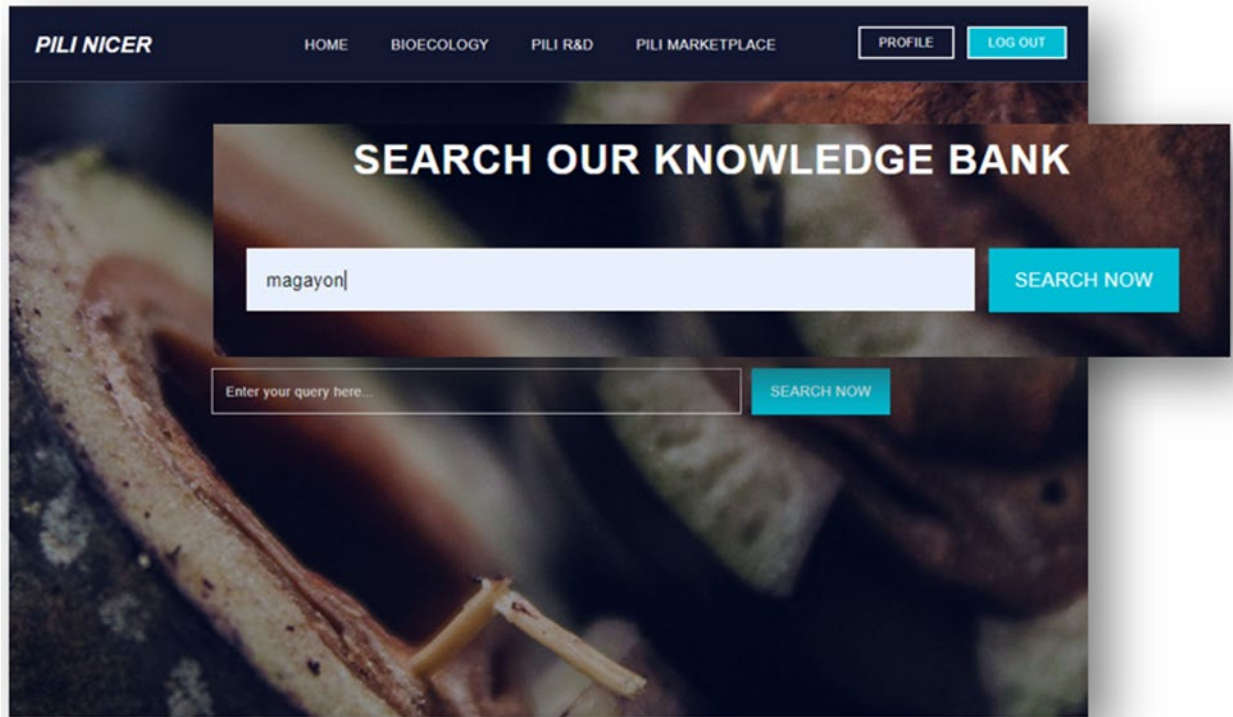 PILI NICER HOME BIOECOLOGY PILI R&D PILI MARKETPLACE PROFILE LOG OUT
SEARCH OUR KNOWLEDGE BANK
magayon
SEARCH NOW
Enter your query here...
SEARCH NOW